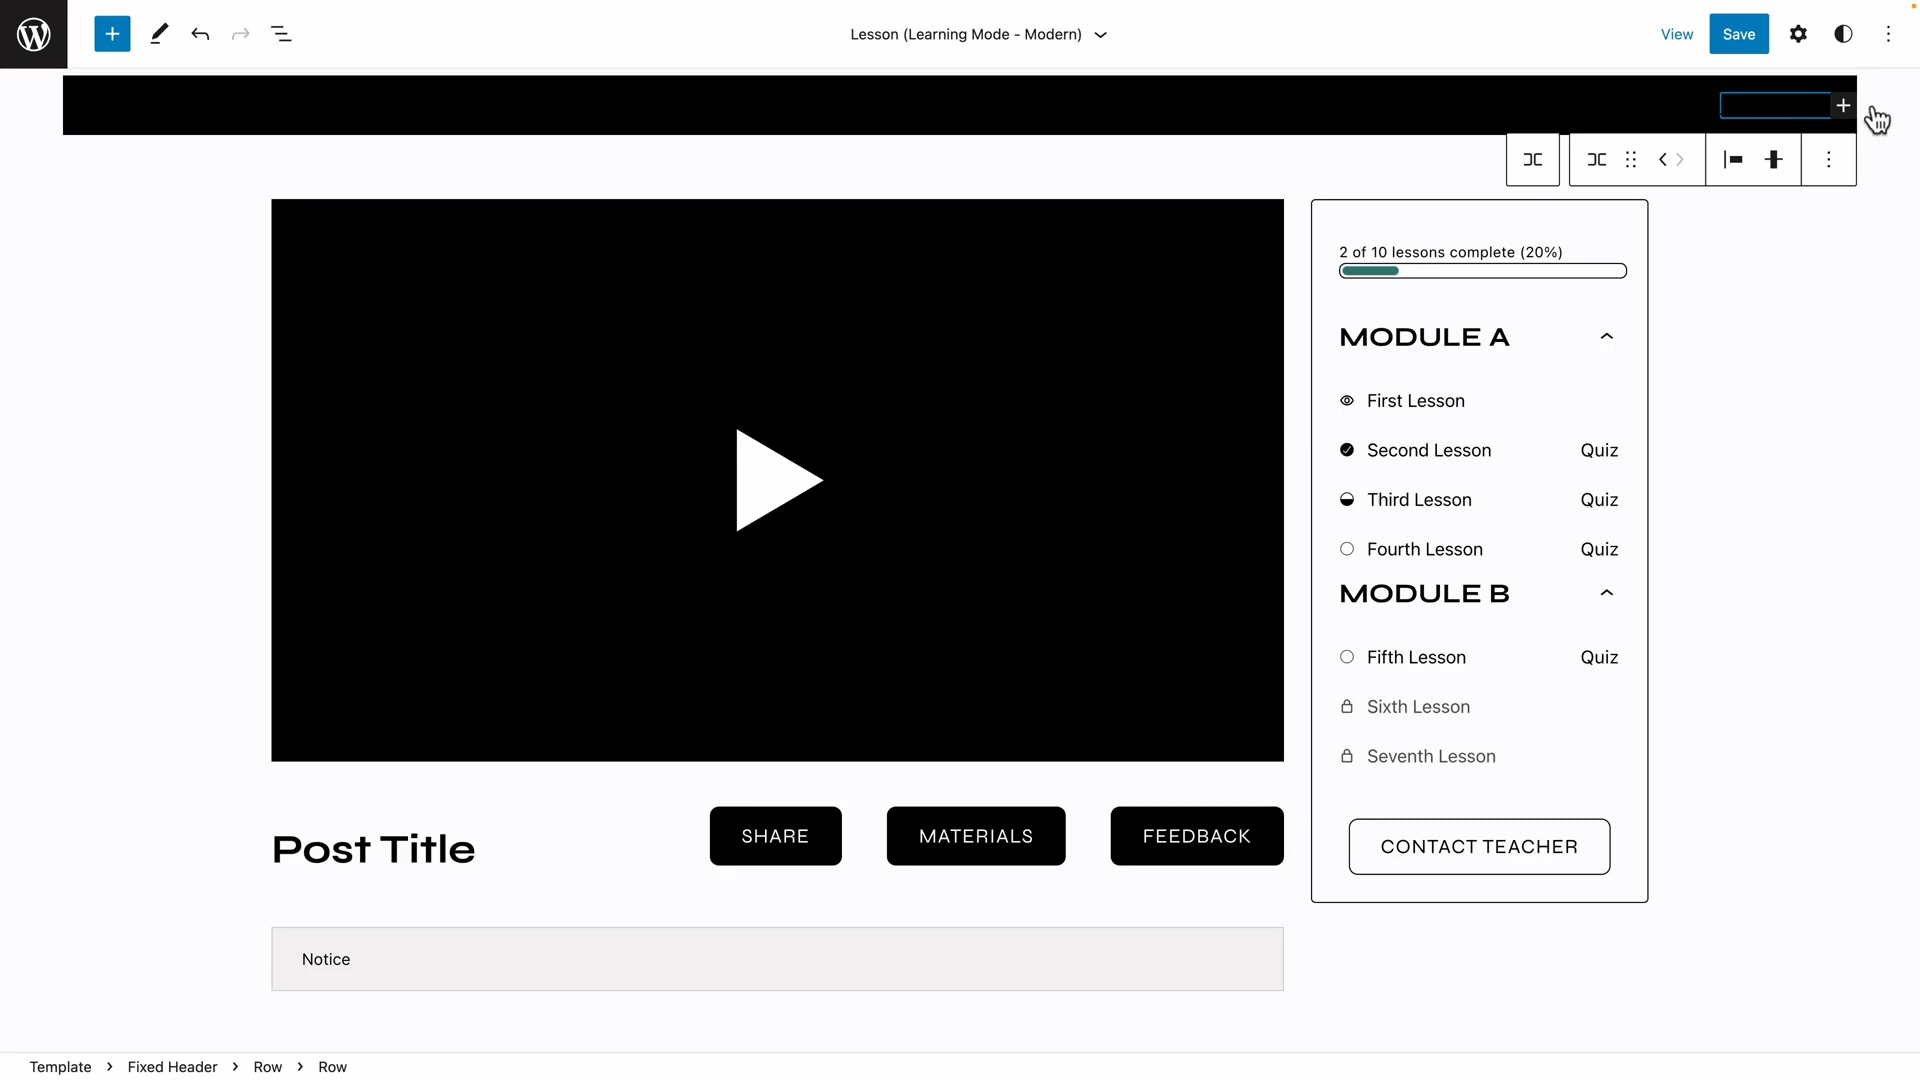 Lesson (Learning Mode - Modern)
View
Save
2 of 10 lessons complete (20%)
MODULE A
First Lesson
Second Lesson Quiz
Third Lesson Quiz
Fourth Lesson Quiz
MODULE B
Fifth Lesson Quiz
Sixth Lesson
Seventh Lesson
CONTACT TEACHER
Post Title
SHARE
MATERIALS
FEEDBACK
Notice
Template > Fixed Header > Row > Row